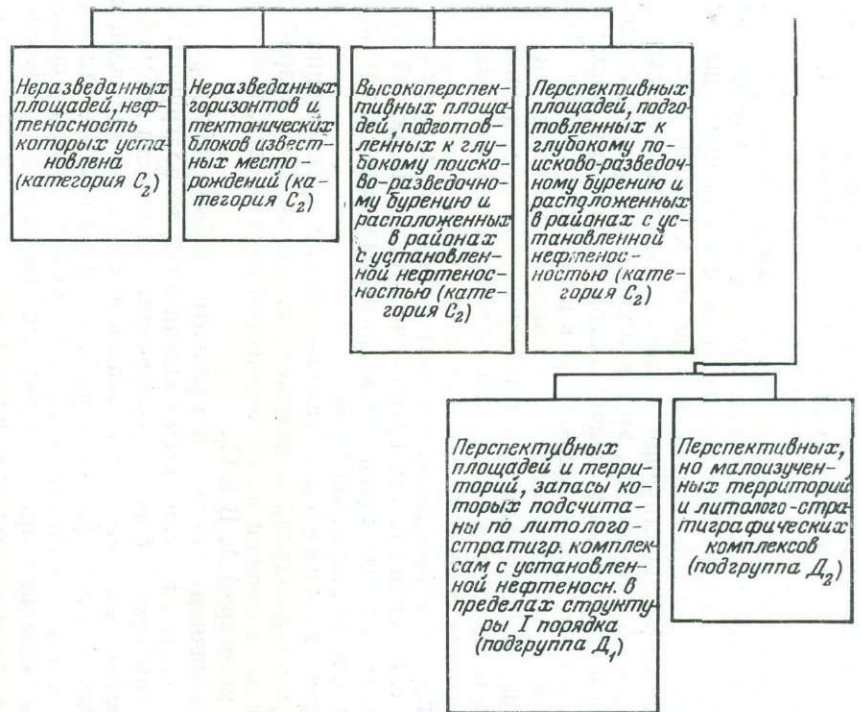 Неразведанных
площадей, неф-
теносность
которых уста-
новлена
(категория С₂)
Неразведанных
горизонтов и
тектонических
блоков извест-
ных место-
рождений (ка-
тегория С₂)
Высокоперспек-
тивных площа-
дей, подготов-
ленных к глу-
бокому поиско-
во-разведочно-
му бурению и
расположенных
в районах
с установлен-
ной нефтенос-
ностью (кате-
гория С₂)
Перспективных
площадей, подго-
товленных к
глубокому по-
исково-разведоч-
ному бурению и
расположенных
в районах с ус-
тановленной
нефтенос-
ностью (кате-
гория С₂)
Перспективных
площадей и терри-
торий, запасы ко-
торых подсчита-
ны по литолого-
стратигр. комплек-
сам с установлен-
ной нефтеносн. в
пределах структу-
ры I порядка
(подгруппа Д₁)
Перспективных,
но малоизучен-
ных территорий
и литолого-стра-
тиграфических
комплексов
(подгруппа Д₂)